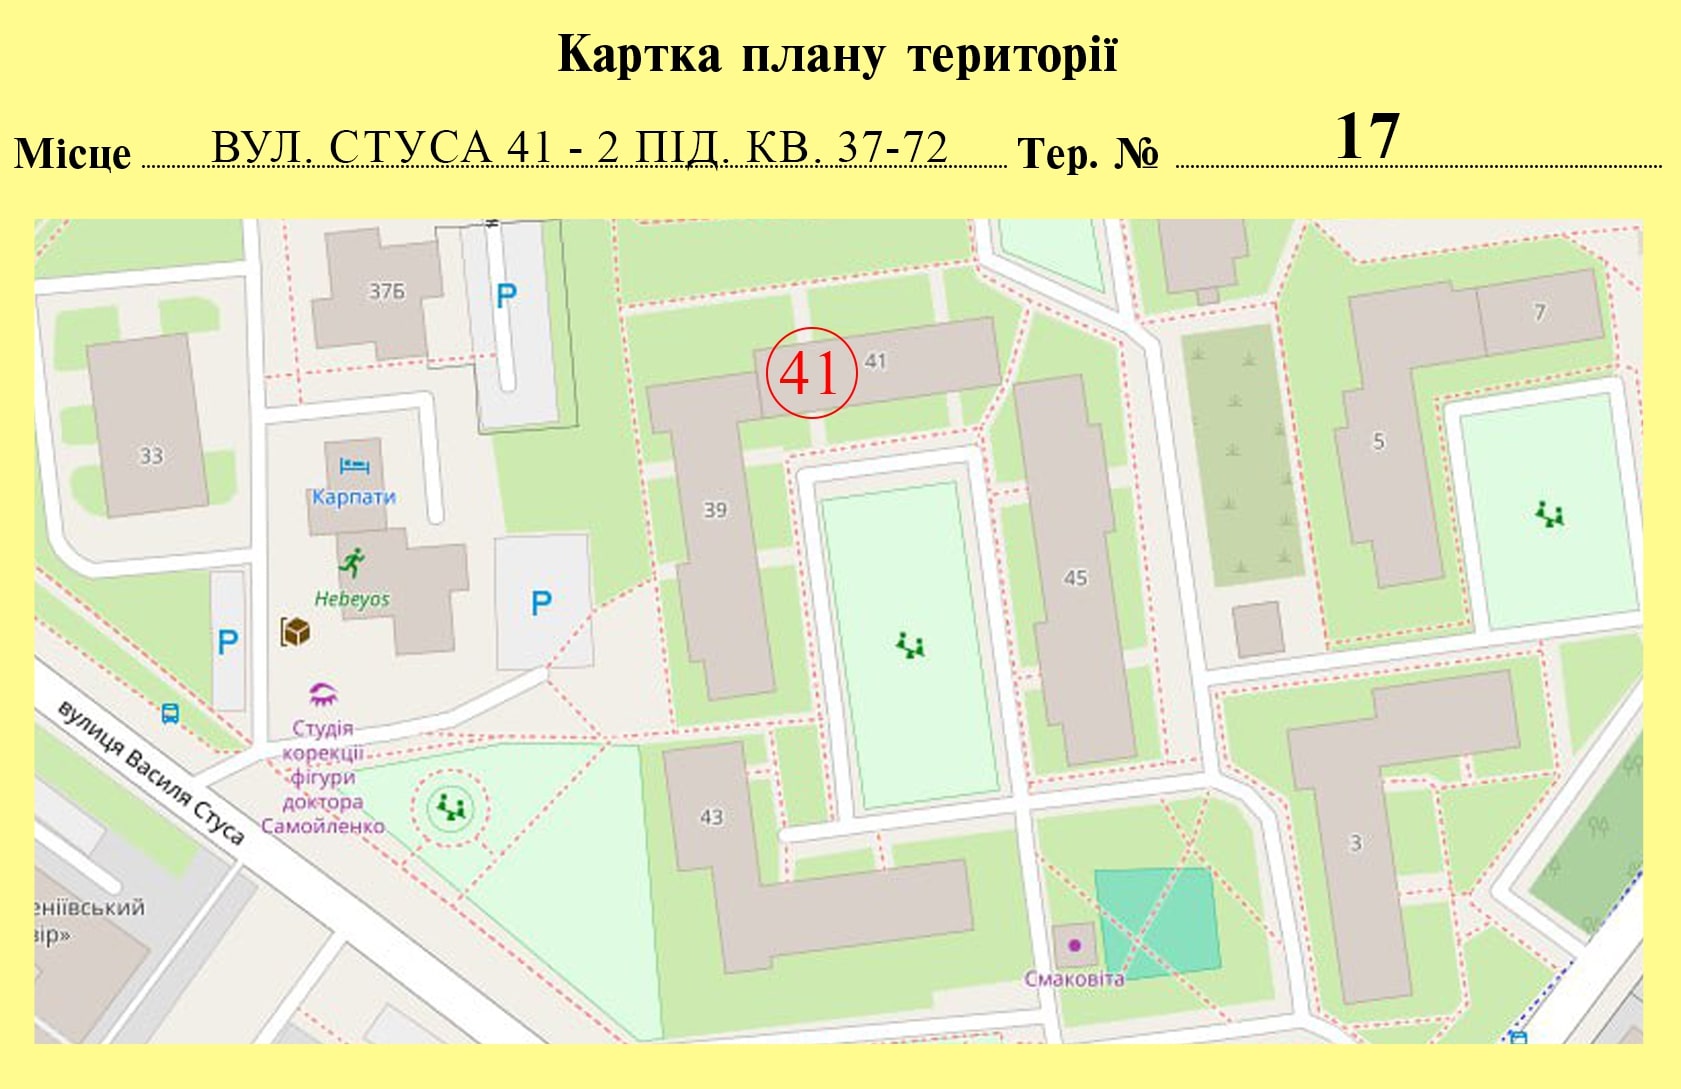 Картка плану території
Місце ВУЛ. СТУСА 41 - 2 ПІД. КВ. 37-72 Тер. № 17
37Б
P
7
41
41
33
5
Карпати
39
Hebeyos
P
45
P
вулиця Василя Стуса
Студія
корекції
фігури
доктора
Самойленко
43
3
еніївський
зір»
Смаковіта